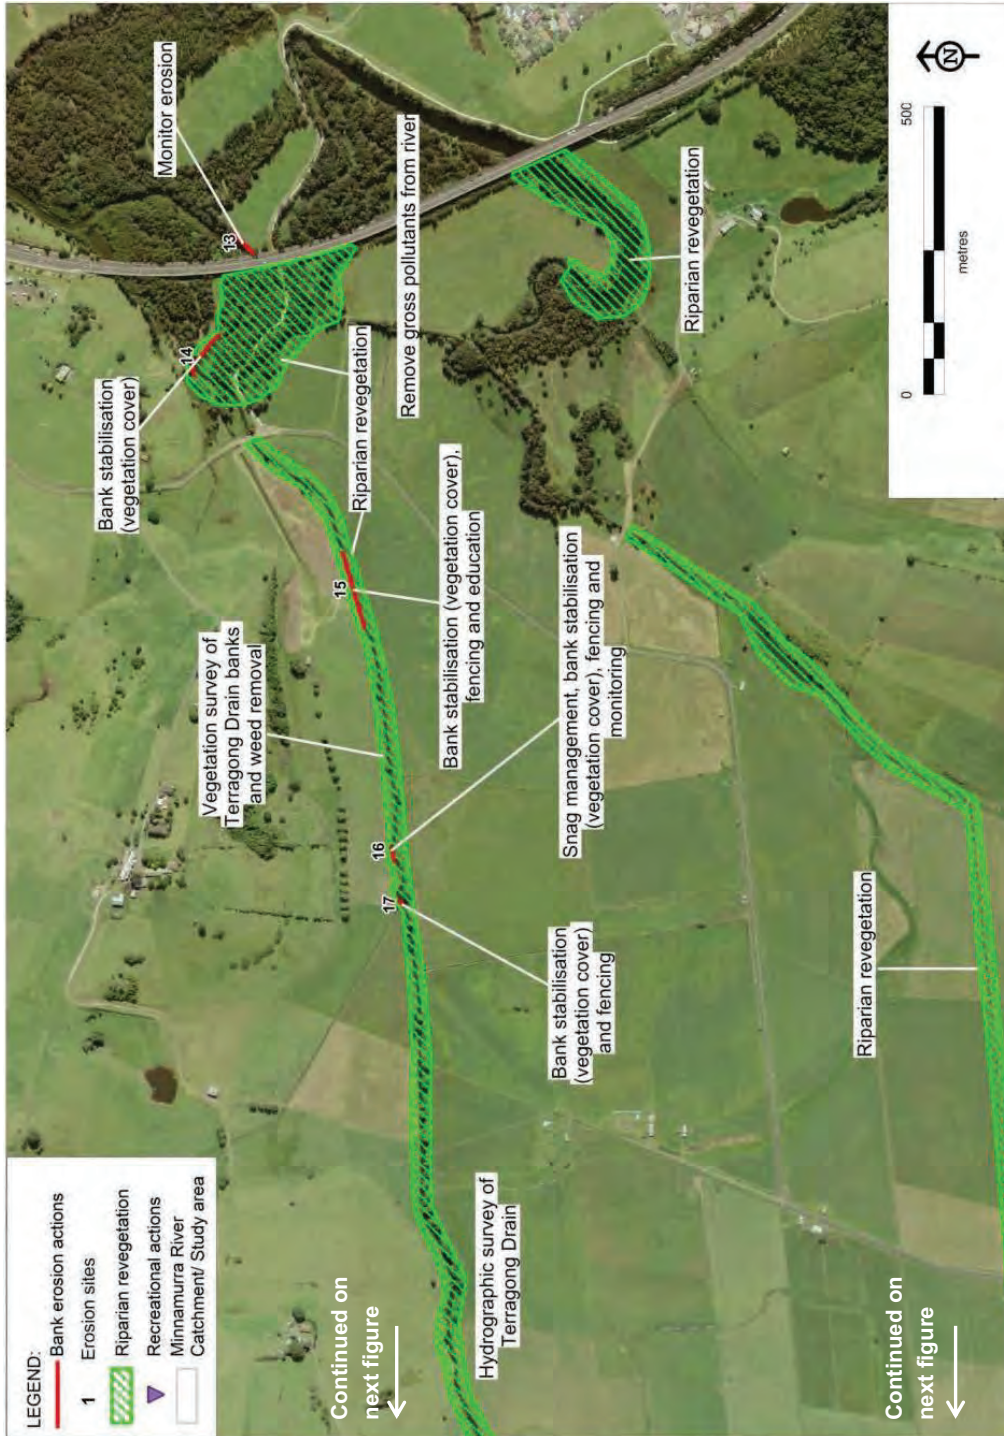 LEGEND:
Bank erosion actions
1 Erosion sites
Riparian revegetation
Recreational actions
Minnamurra River
Catchment/ Study area
Continued on
next figure
Hydrographic survey of
Terragong Drain
Continued on
next figure
Vegetation survey of
Terragong Drain banks
and weed removal
17
16
15
14
13
Bank stabilisation
(vegetation cover)
and fencing
Riparian revegetation
Snag management, bank stabilisation
(vegetation cover), fencing and
monitoring
Bank stabilisation (vegetation cover),
fencing and education
Bank stabilisation
(vegetation cover)
Riparian revegetation
Monitor erosion
Remove gross pollutants from river
Riparian revegetation
0
500
metres
N